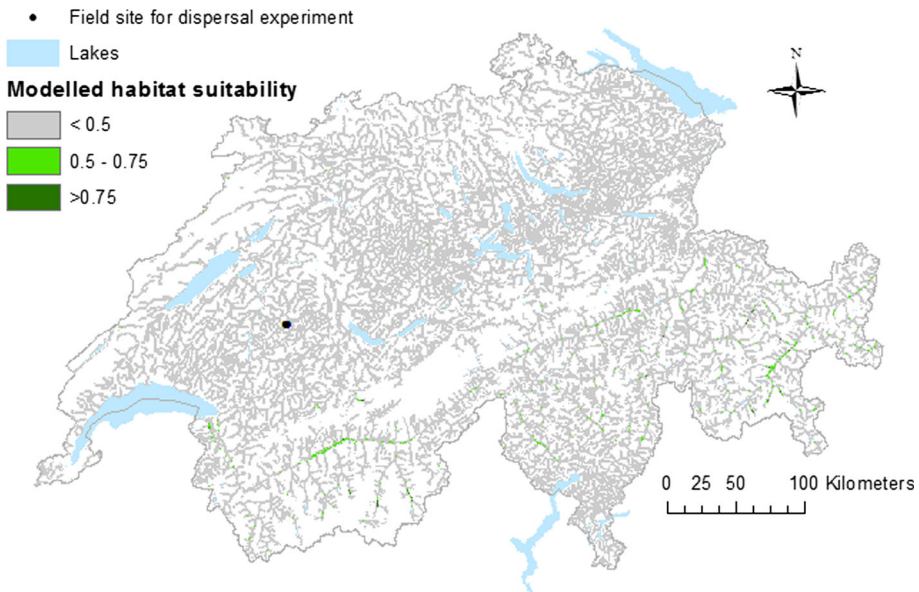 Field site for dispersal experiment
Lakes
Modelled habitat suitability
< 0.5
0.5 - 0.75
>0.75
N
0 25 50 100 Kilometers